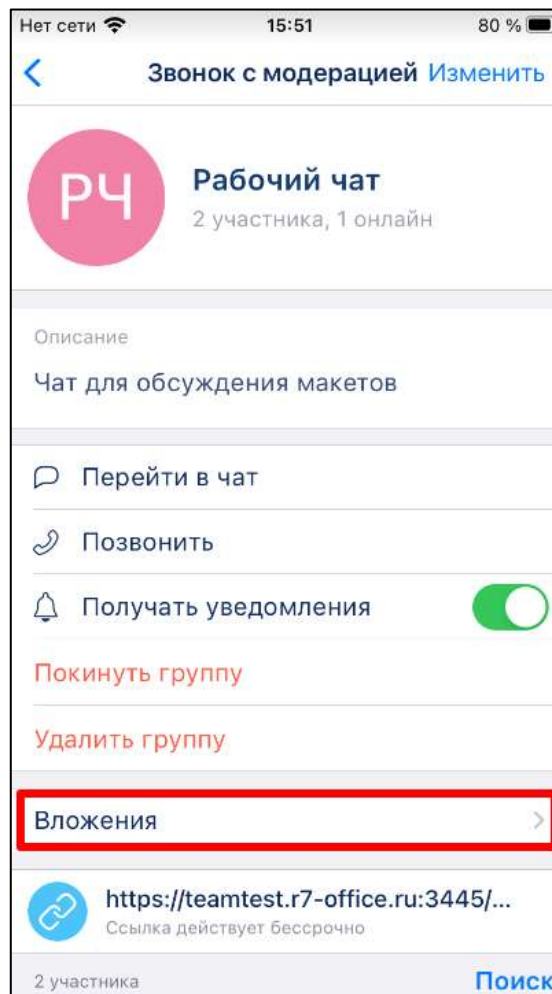 Нет сети 15:51 80 %
Звонок с модерацией Изменить
РЧ
Рабочий чат
2 участника, 1 онлайн
Описание
Чат для обсуждения макетов
Перейти в чат
Позвонить
Получать уведомления
Покинуть группу
Удалить группу
Вложения
https://teamtest.r7-office.ru:3445/...
Ссылка действует бессрочно
2 участника Поиск